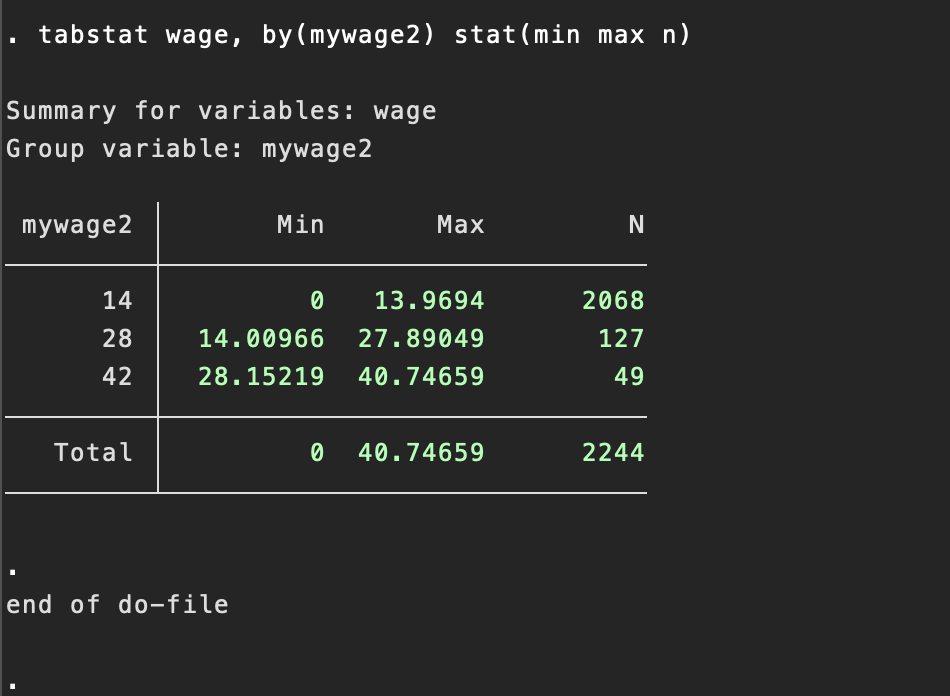 . tabstat wage, by(mywage2) stat(min max n)
Summary for variables: wage
Group variable: mywage2
mywage2 Min Max N
14 0 13.9694 2068
28 14.00966 27.89049 127
42 28.15219 40.74659 49
Total 0 40.74659 2244
.
end of do-file
.